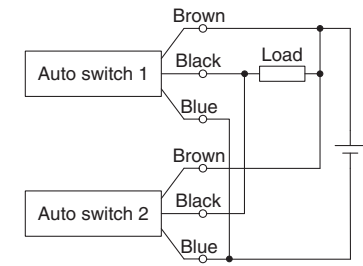 Brown
Auto switch 1
Black
Load
Blue
Brown
Auto switch 2
Black
Blue